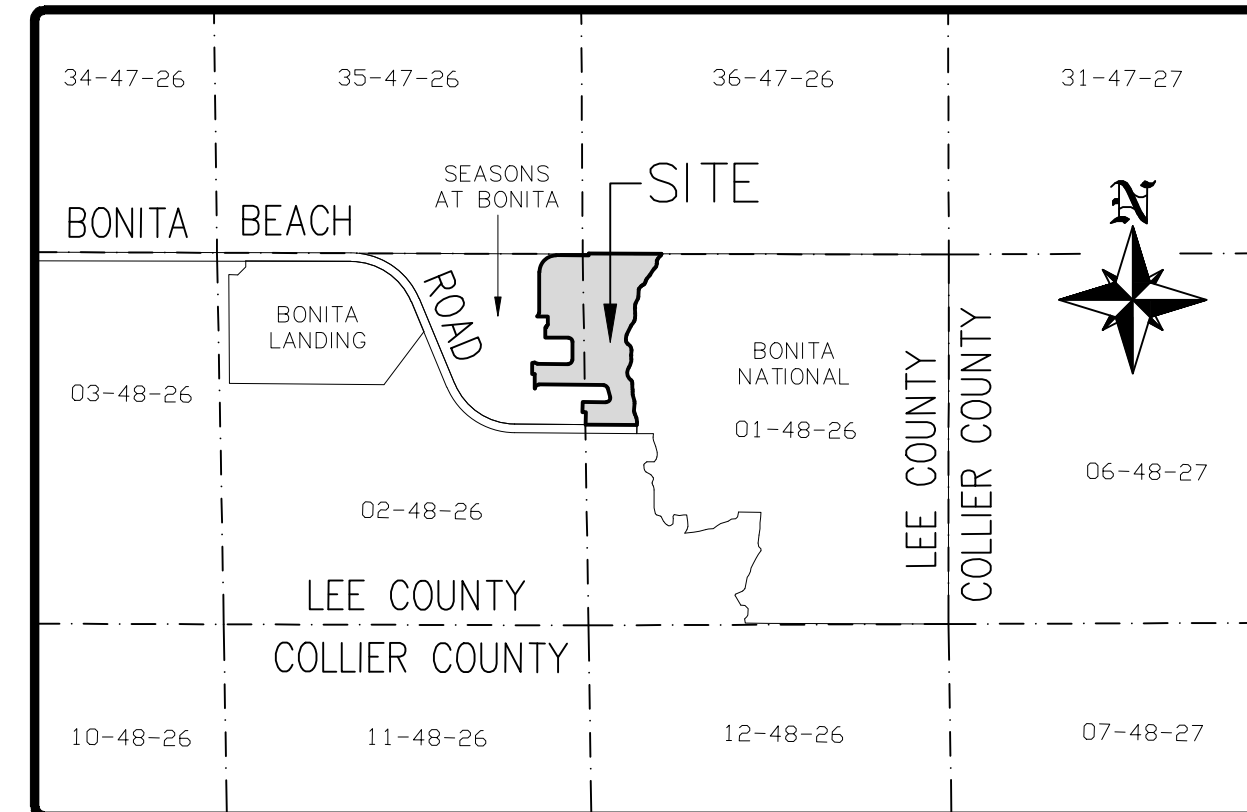 34-47-26
35-47-26
36-47-26
31-47-27
SEASONS
AT BONITA
SITE
N
BONITA BEACH
ROAD
BONITA
LANDING
BONITA
NATIONAL
03-48-26
01-48-26
LEE COUNTY
COLLIER COUNTY
06-48-27
02-48-26
LEE COUNTY
COLLIER COUNTY
10-48-26
11-48-26
12-48-26
07-48-27